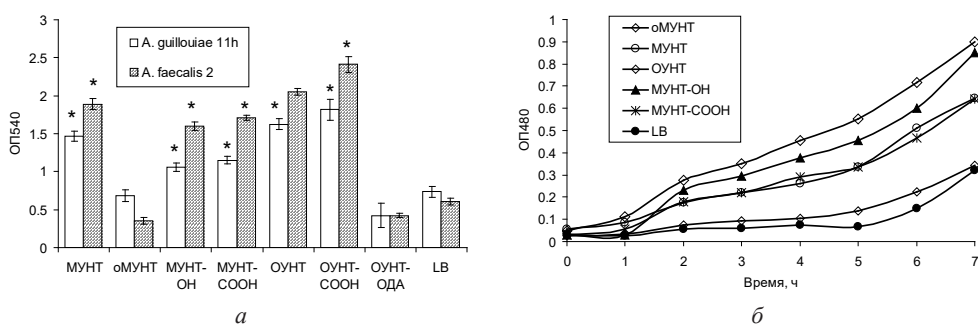 3
2.5
2
1.5
1
0.5
0
ОП540
A. guillouiae 11h
A. faecalis 2
* * * * * * * * *
МУНТ оМУНТ МУНТ-ОН МУНТ-СООН ОУНТ ОУНТ-СООН ОУНТ-ОДА LB
а
1
0.9
0.8
0.7
0.6
0.5
0.4
0.3
0.2
0.1
0
ОП480
оМУНТ
МУНТ
ОУНТ
МУНТ-ОН
МУНТ-СООН
LB
0 1 2 3 4 5 6 7
Время, ч
б